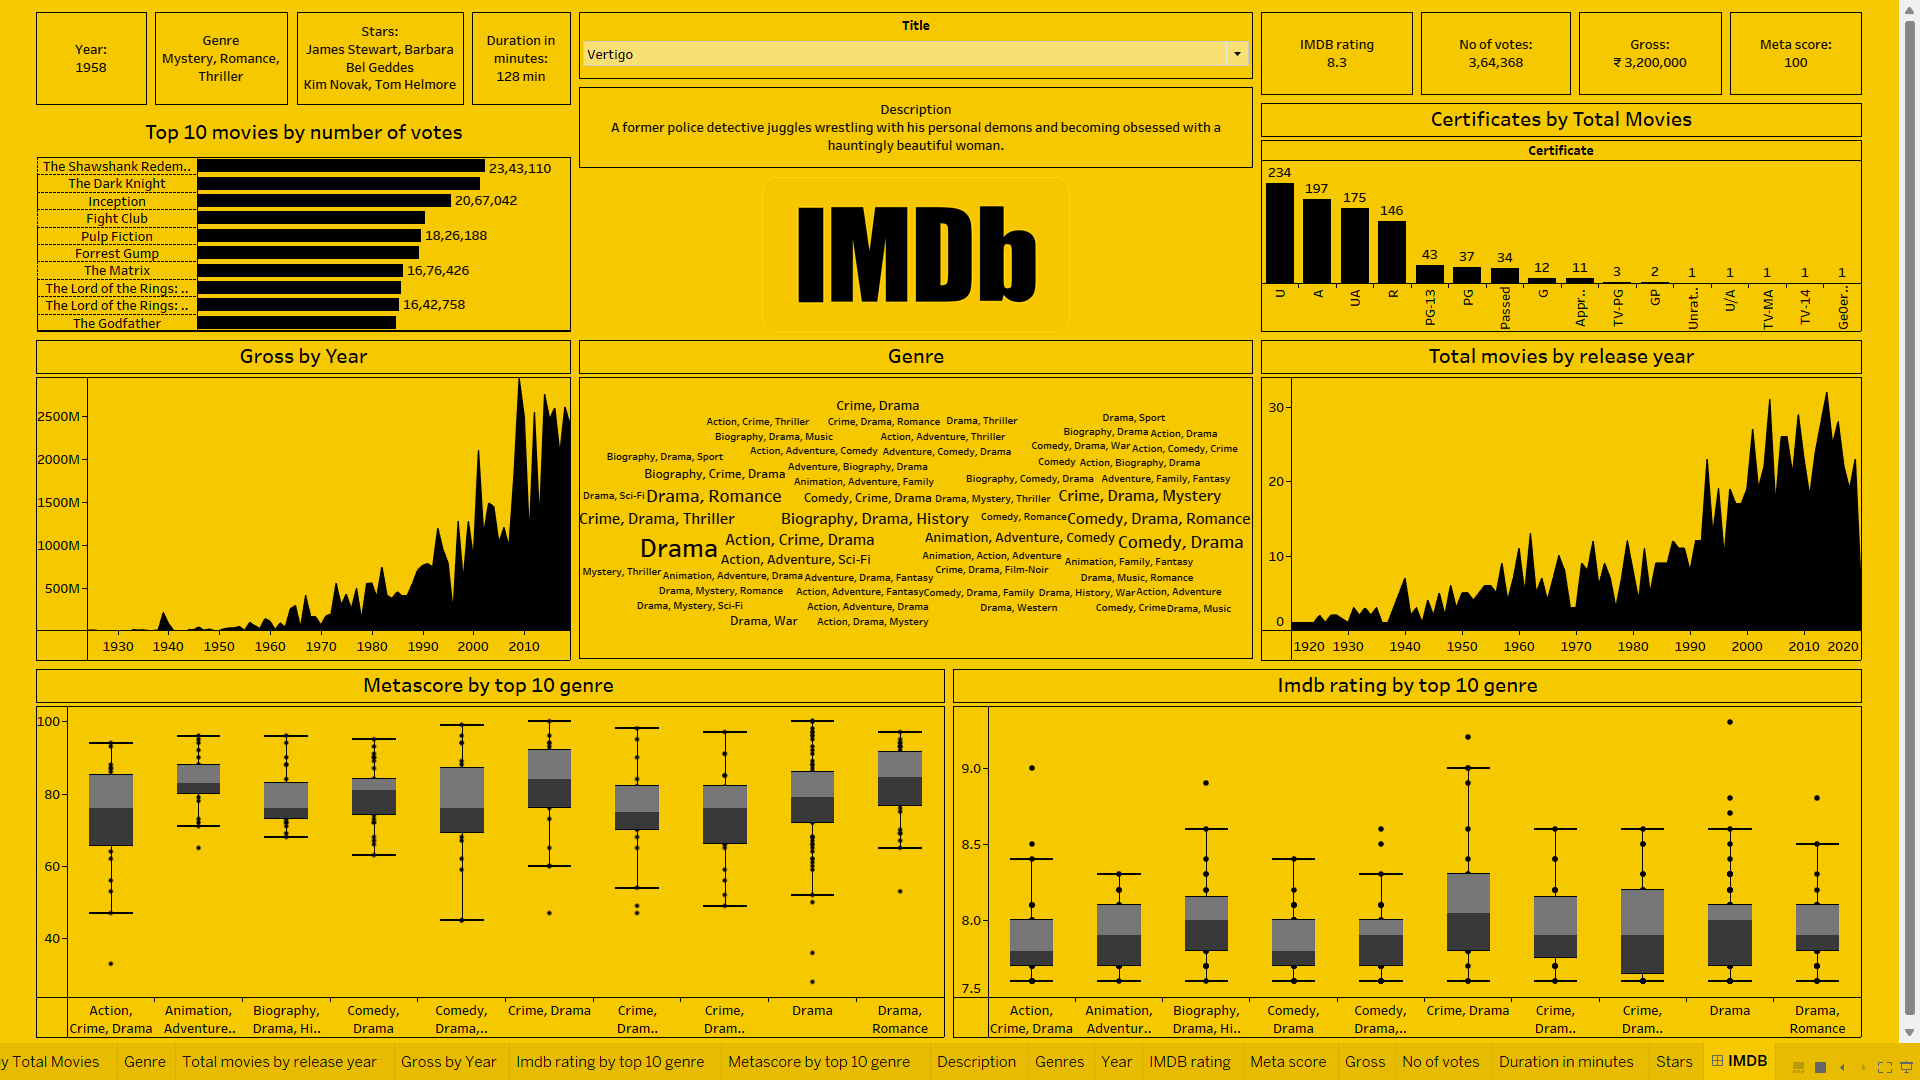 Year:
1958
Genre
Mystery, Romance,
Thriller
Stars:
James Stewart, Barbara
Bel Geddes
Kim Novak, Tom Helmore
Duration in
minutes:
128 min
Title
Vertigo
IMDB rating
8.3
No of votes:
3,64,368
Gross:
₹ 3,200,000
Meta score:
100
Description
A former police detective juggles wrestling with his personal demons and becoming obsessed with a
hauntingly beautiful woman.
Top 10 movies by number of votes
The Shawshank Redem.. 23,43,110
The Dark Knight
Inception 20,67,042
Fight Club
Pulp Fiction 18,26,188
Forrest Gump
The Matrix 16,76,426
The Lord of the Rings: ..
The Lord of the Rings: .. 16,42,758
The Godfather
IMDb
Certificates by Total Movies
Certificate
234 197 175 146 43 37 34 12 11 3 2 1 1 1 1 1
U A UA R PG-13 PG Passed G Appr.. TV-PG GP Unrat.. U/A TV-MA TV-14 Ge0er..
Gross by Year
2500M
2000M
1500M
1000M
500M
1930 1940 1950 1960 1970 1980 1990 2000 2010
Genre
Crime, Drama
Drama, Sport
Action, Crime, Thriller Crime, Drama, Romance Drama, Thriller
Biography, Drama Action, Drama
Biography, Drama, Music Action, Adventure, Thriller
Comedy, Drama, War Action, Comedy, Crime
Action, Adventure, Comedy Adventure, Comedy, Drama
Biography, Drama, Sport
Comedy Action, Biography, Drama
Adventure, Biography, Drama
Biography, Crime, Drama
Biography, Comedy, Drama Adventure, Family, Fantasy
Animation, Adventure, Family
Drama, Sci-Fi Drama, Romance Comedy, Crime, Drama Drama, Mystery, Thriller Crime, Drama, Mystery
Crime, Drama, Thriller Biography, Drama, History Comedy, Romance Comedy, Drama, Romance
Drama Action, Crime, Drama Animation, Adventure, Comedy Comedy, Drama
Action, Adventure, Sci-Fi Animation, Action, Adventure Animation, Family, Fantasy
Mystery, Thriller Animation, Adventure, Drama Adventure, Drama, Fantasy Crime, Drama, Film-Noir Drama, Music, Romance
Drama, Mystery, Romance Action, Adventure, Fantasy Comedy, Drama, Family Drama, History, War Action, Adventure
Drama, Mystery, Sci-Fi Action, Adventure, Drama Drama, Western Comedy, Crime Drama, Music
Drama, War Action, Drama, Mystery
Total movies by release year
30
20
10
0
1920 1930 1940 1950 1960 1970 1980 1990 2000 2010 2020
Metascore by top 10 genre
100
80
60
40
Action,
Crime, Drama
Animation,
Adventure..
Biography,
Drama, Hi..
Comedy,
Drama
Comedy,
Drama,..
Crime, Drama
Crime,
Dram..
Crime,
Dram..
Drama
Drama,
Romance
Imdb rating by top 10 genre
9.0
8.5
8.0
7.5
Action,
Crime, Drama
Animation,
Adventur..
Biography,
Drama, Hi..
Comedy,
Drama
Comedy,
Drama,..
Crime, Drama
Crime,
Dram..
Crime,
Dram..
Drama
Drama,
Romance
y Total Movies Genre Total movies by release year Gross by Year Imdb rating by top 10 genre Metascore by top 10 genre Description Genres Year IMDB rating Meta score Gross No of votes Duration in minutes Stars IMDB